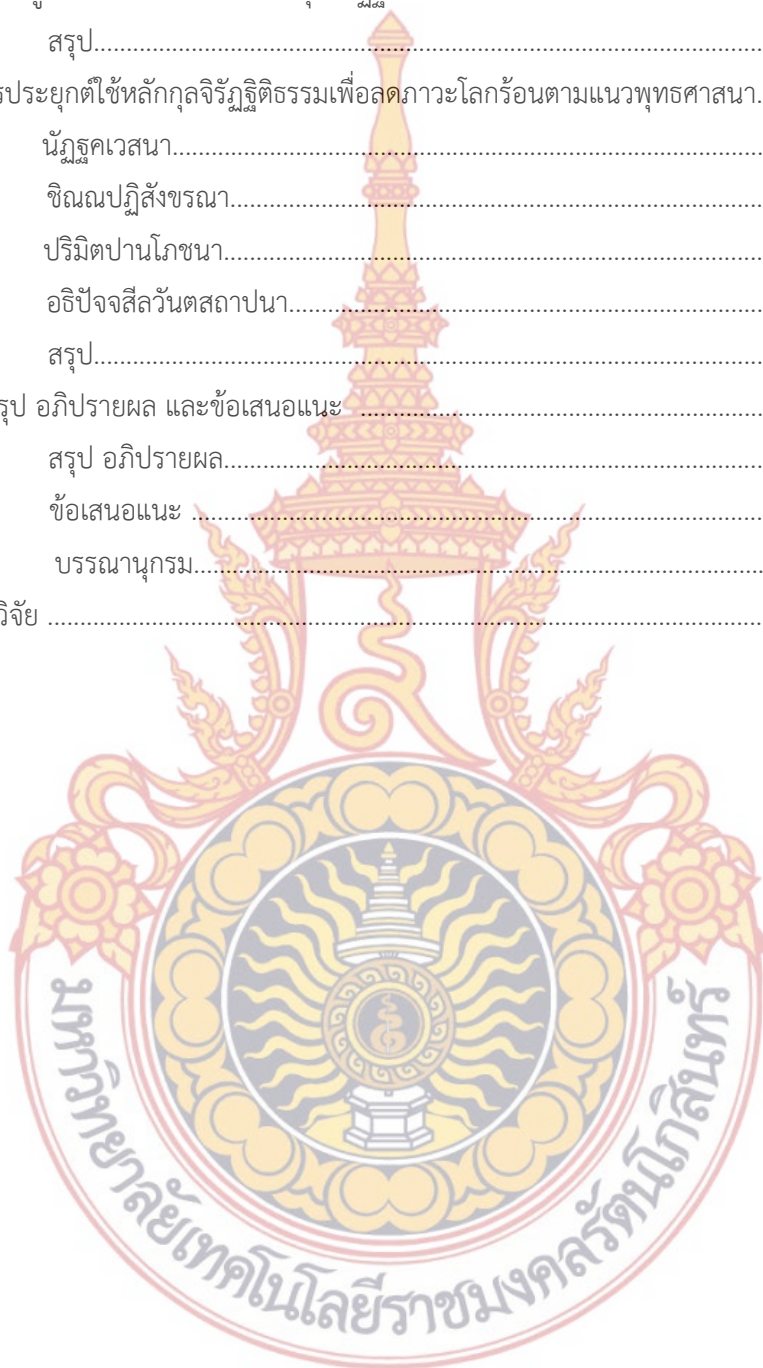 สรุป
ประยุกต์ใช้หลักกุลจิรัฏฐิติธรรมเพื่อลดภาวะโลกร้อนตามแนวพุทธศาสนา.
นัฏฐคเวสนา
ชิณณปฏิสังขรณา
ปริมิตปานโภชนา
อธิปัจจสีลวันตสถาปนา
สรุป
รุป อภิปรายผล และข้อเสนอแนะ
สรุป อภิปรายผล
ข้อเสนอแนะ
บรรณานุกรม
วิจัย
มหาวิทยาลัยเทคโนโลยีราชมงคลรัตนโกสินทร์